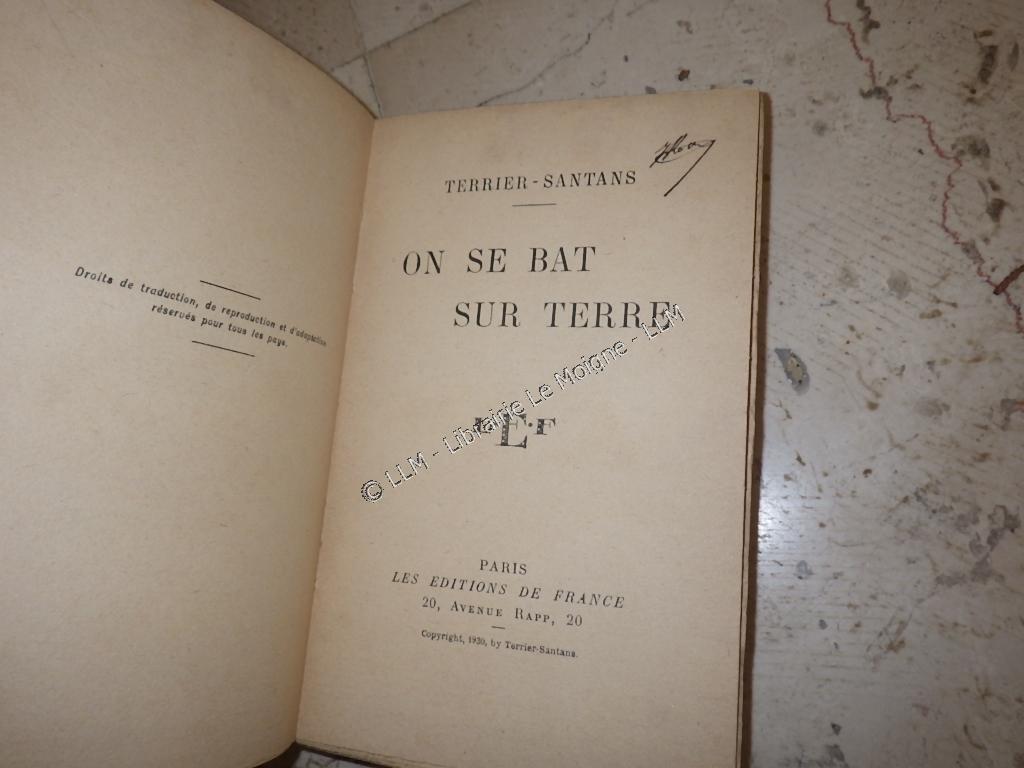 Droits de traduction, de reproduction et d'adaptation
réservés pour tous les pays.
TERRIER-SANTANS
ON SE BAT
SUR TERRE
E·F
© LLM - Librairie Le Moigne - LLM
PARIS
LES EDITIONS DE FRANCE
20, AVENUE RAPP, 20
Copyright, 1930, by Terrier-Santans.